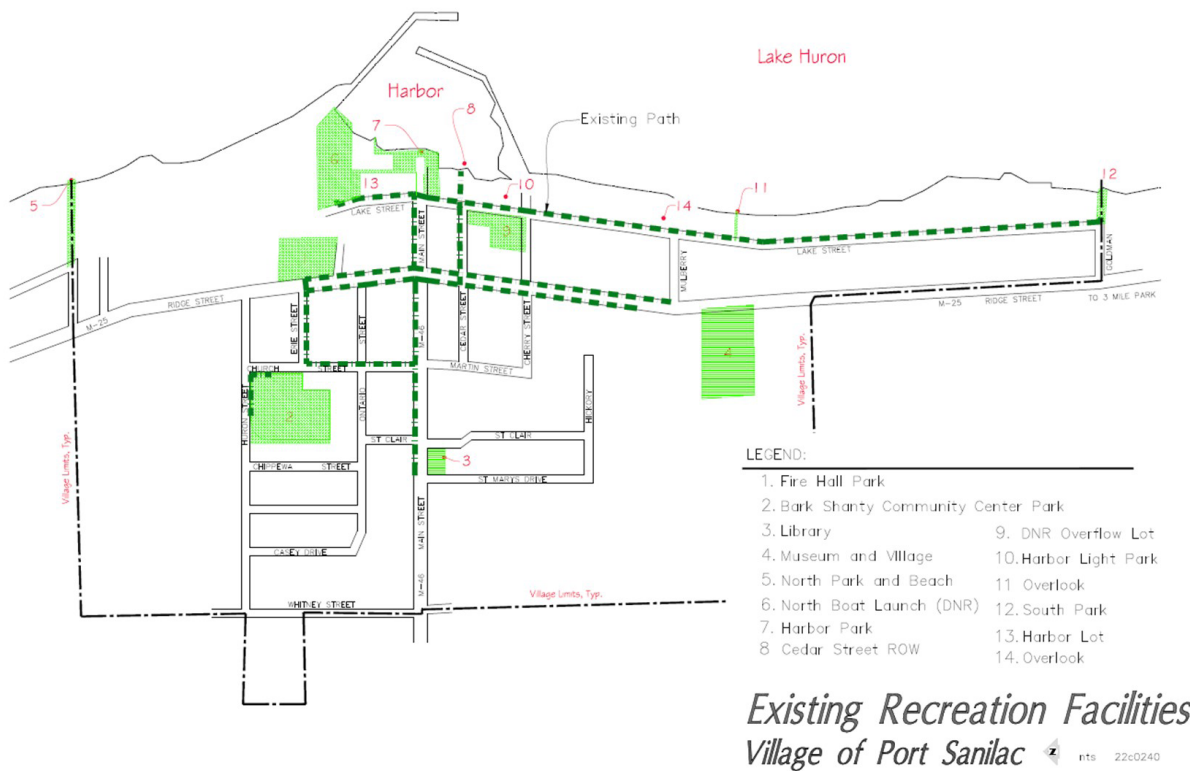 Lake Huron
Harbor
8
7
Existing Path
6
13
10
11
12
5
14
9
LAKE STREET
MAIN STREET
LAKE STREET
MULBERRY
GOLDMAN
RIDGE STREET
M-25
M-25
RIDGE STREET
TO 3 MILE PARK
ERIE STREET
STREET
M-46
CHERRY STREET
MARTIN STREET
CHURCH
STREET
4
Village Limits, Typ.
HURON STREET
2
ONTARIO
HICKORY
ST CLAIR
ST CLAIR
3
CHIPPEWA STREET
ST MARYS DRIVE
Village Limits, Typ.
MAIN STREET
CASEY DRIVE
M-46
WHITNEY STREET
Village Limits, Typ.
LEGEND:
1. Fire Hall Park
2. Bark Shanty Community Center Park
3. Library
4. Museum and Village
5. North Park and Beach
6. North Boat Launch (DNR)
7. Harbor Park
8 Cedar Street ROW
9. DNR Overflow Lot
10. Harbor Light Park
11 Overlook
12. South Park
13. Harbor Lot
14. Overlook
Existing Recreation Facilities
Village of Port Sanilac
Z
nts 22c0240